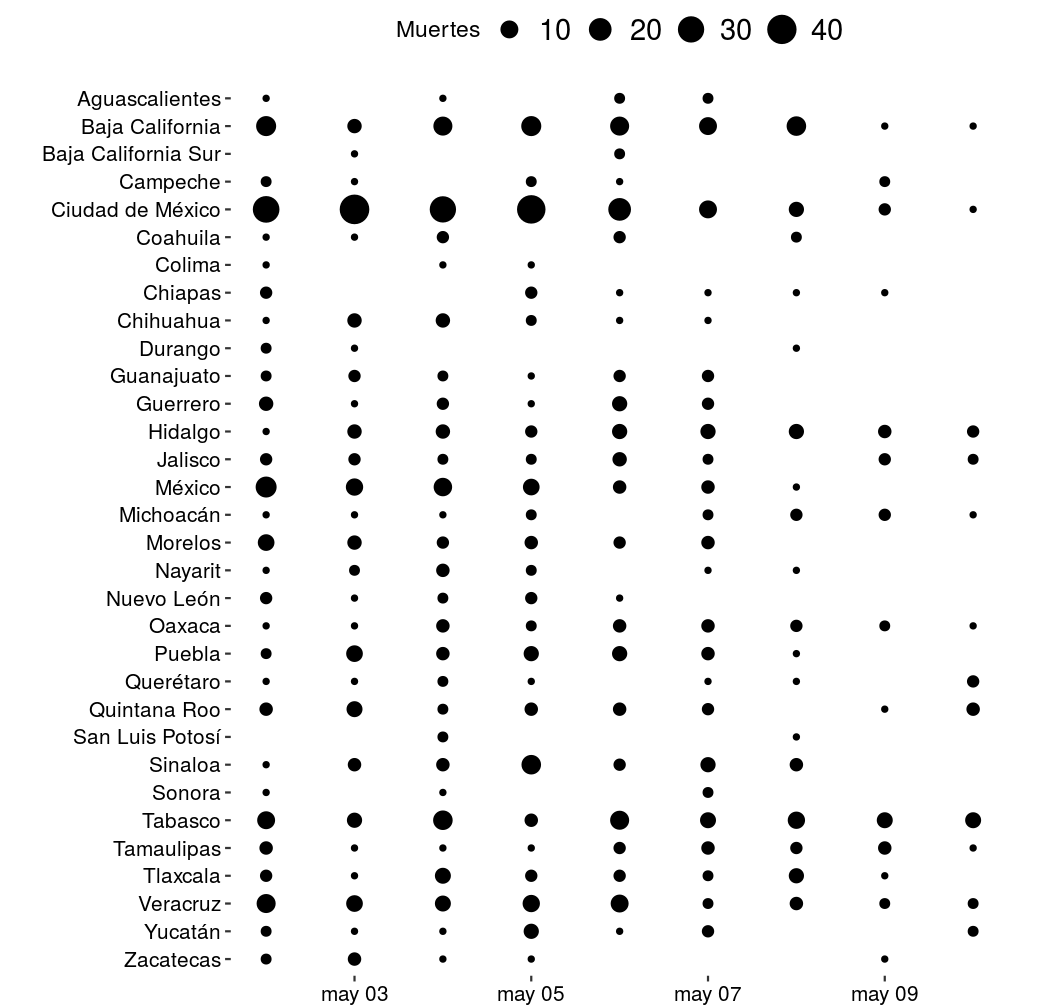 Muertes 10 20 30 40
Aguascalientes
Baja California
Baja California Sur
Campeche
Ciudad de México
Coahuila
Colima
Chiapas
Chihuahua
Durango
Guanajuato
Guerrero
Hidalgo
Jalisco
México
Michoacán
Morelos
Nayarit
Nuevo León
Oaxaca
Puebla
Querétaro
Quintana Roo
San Luis Potosí
Sinaloa
Sonora
Tabasco
Tamaulipas
Tlaxcala
Veracruz
Yucatán
Zacatecas
may 03 may 05 may 07 may 09